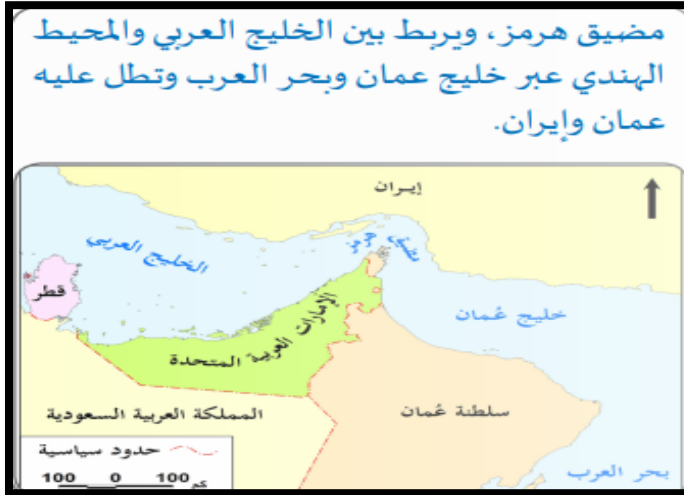 مضيق هرمز، ويربط بين الخليج العربي والمحيط
الهندي عبر خليج عمان وبحر العرب وتطل عليه
عمان وإيران.
إيران
مضيق هرمز
الخليج العربي
قطر
الإمارات العربية المتحدة
خليج عُمان
المملكة العربية السعودية
سلطنة عُمان
حدود سياسية
100 0 100 كم
بحر العرب